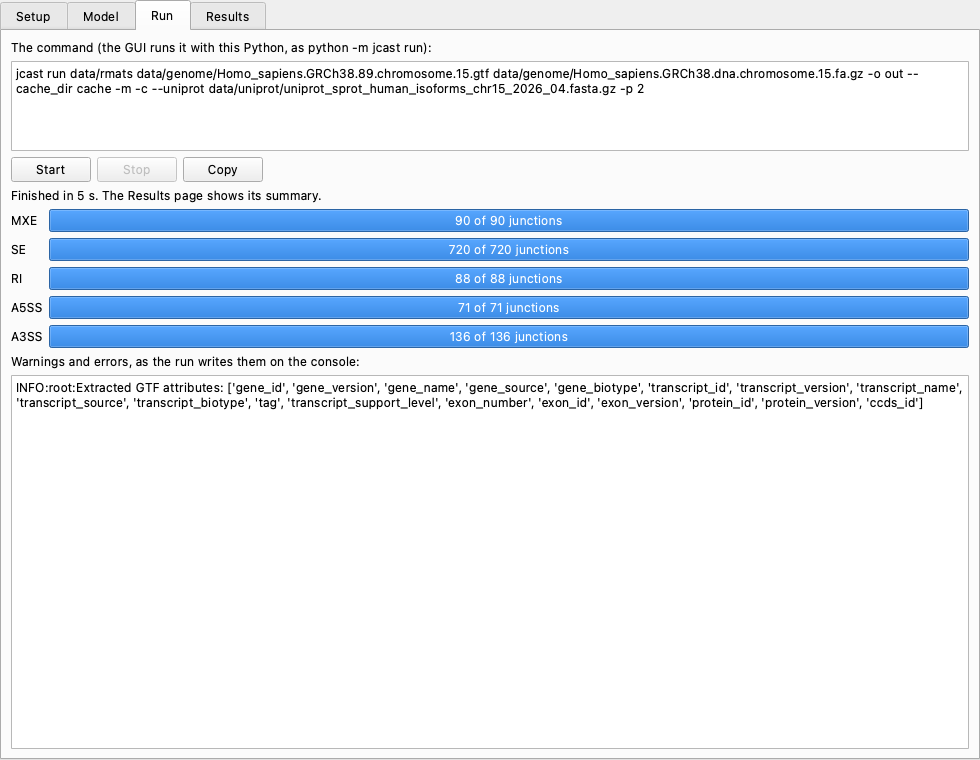 Setup
Model
Run
Results
The command (the GUI runs it with this Python, as python -m jcast run):
jcast run data/rmats data/genome/Homo_sapiens.GRCh38.89.chromosome.15.gtf data/genome/Homo_sapiens.GRCh38.dna.chromosome.15.fa.gz -o out --
cache_dir cache -m -c --uniprot data/uniprot/uniprot_sprot_human_isoforms_chr15_2026_04.fasta.gz -p 2
Start
Stop
Copy
Finished in 5 s. The Results page shows its summary.
MXE 90 of 90 junctions
SE 720 of 720 junctions
RI 88 of 88 junctions
A5SS 71 of 71 junctions
A3SS 136 of 136 junctions
Warnings and errors, as the run writes them on the console:
INFO:root:Extracted GTF attributes: ['gene_id', 'gene_version', 'gene_name', 'gene_source', 'gene_biotype', 'transcript_id', 'transcript_version', 'transcript_name',
'transcript_source', 'transcript_biotype', 'tag', 'transcript_support_level', 'exon_number', 'exon_id', 'exon_version', 'protein_id', 'protein_version', 'ccds_id']